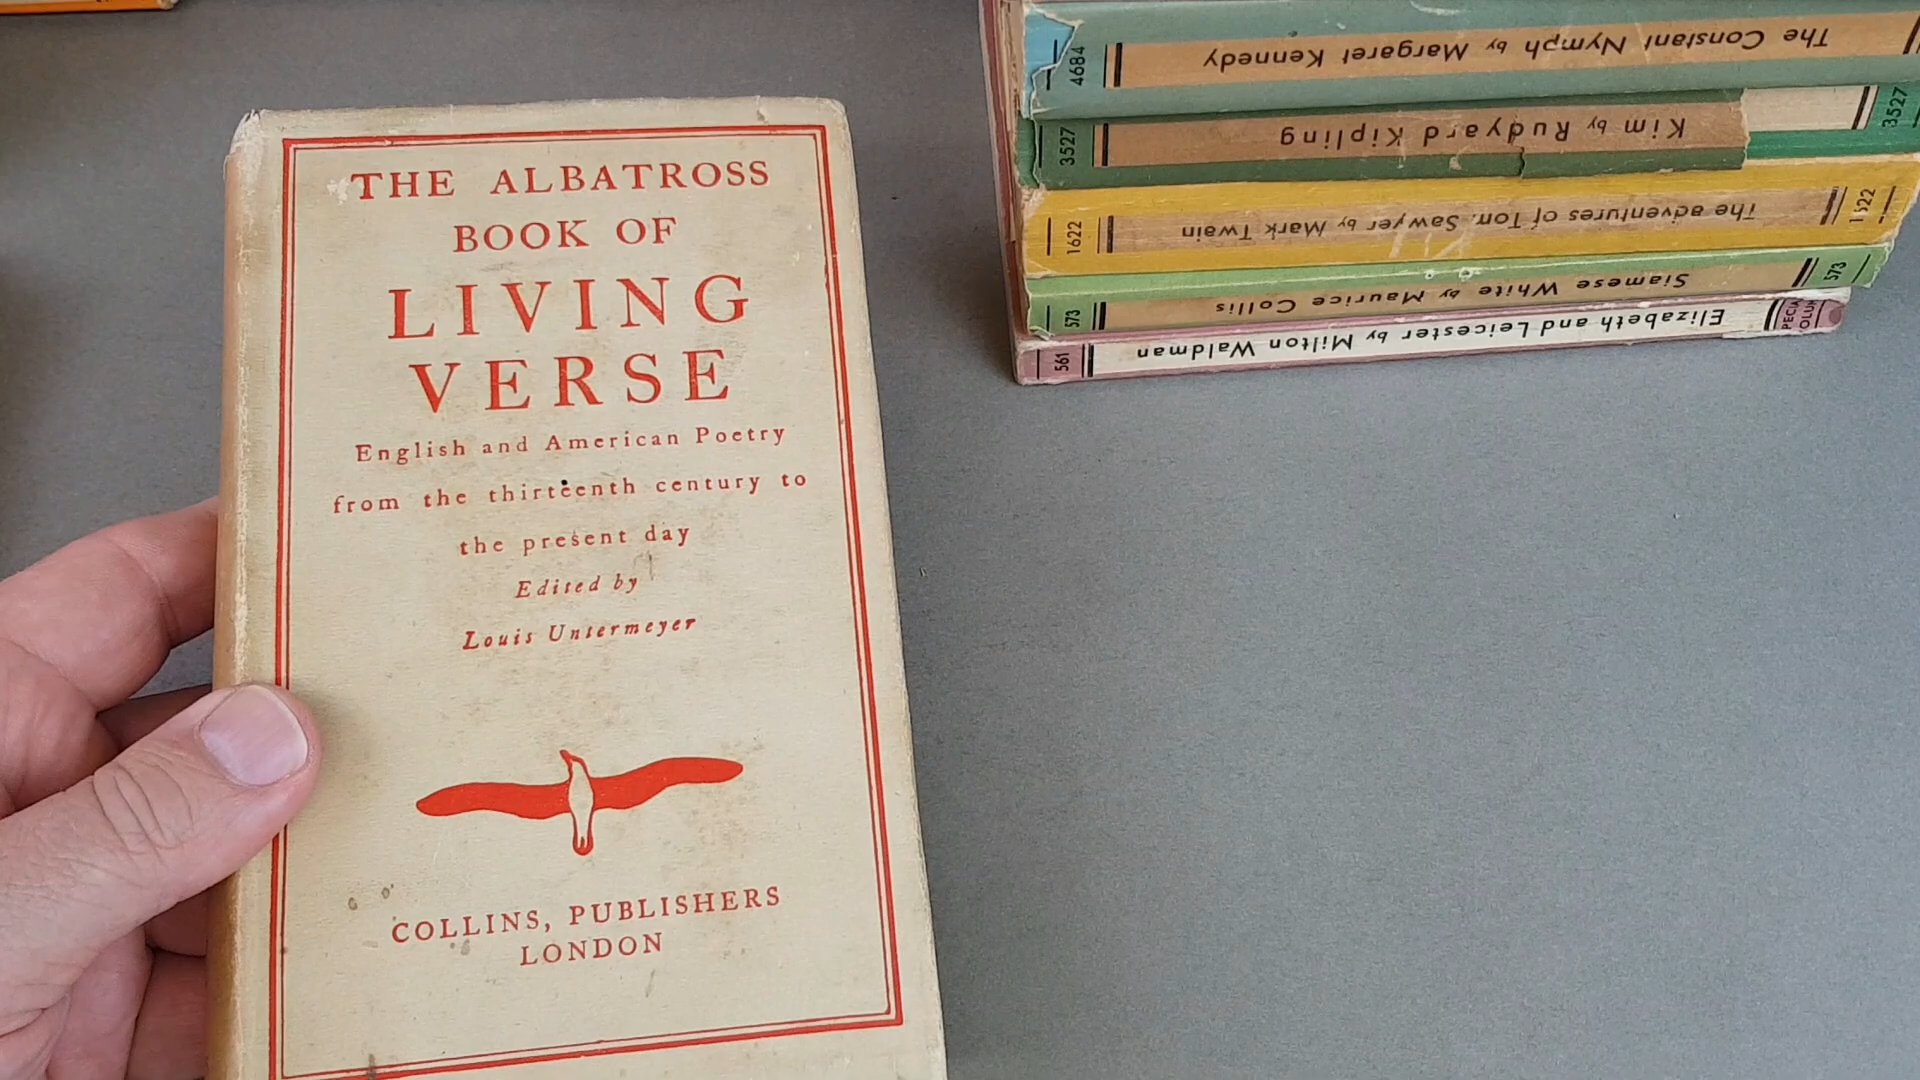 THE ALBATROSS
BOOK OF
LIVING
VERSE
English and American Poetry
from the thirteenth century to
the present day
Edited by
Louis Untermeyer
COLLINS, PUBLISHERS
LONDON
4684
The Constant Nymph by Margaret Kennedy
3527
Kim by Rudyard Kipling
3527
1622
The adventures of Tom Sawyer by Mark Twain
1622
573
Siamese White by Maurice Collis
573
561
Elizabeth and Leicester by Milton Waldman